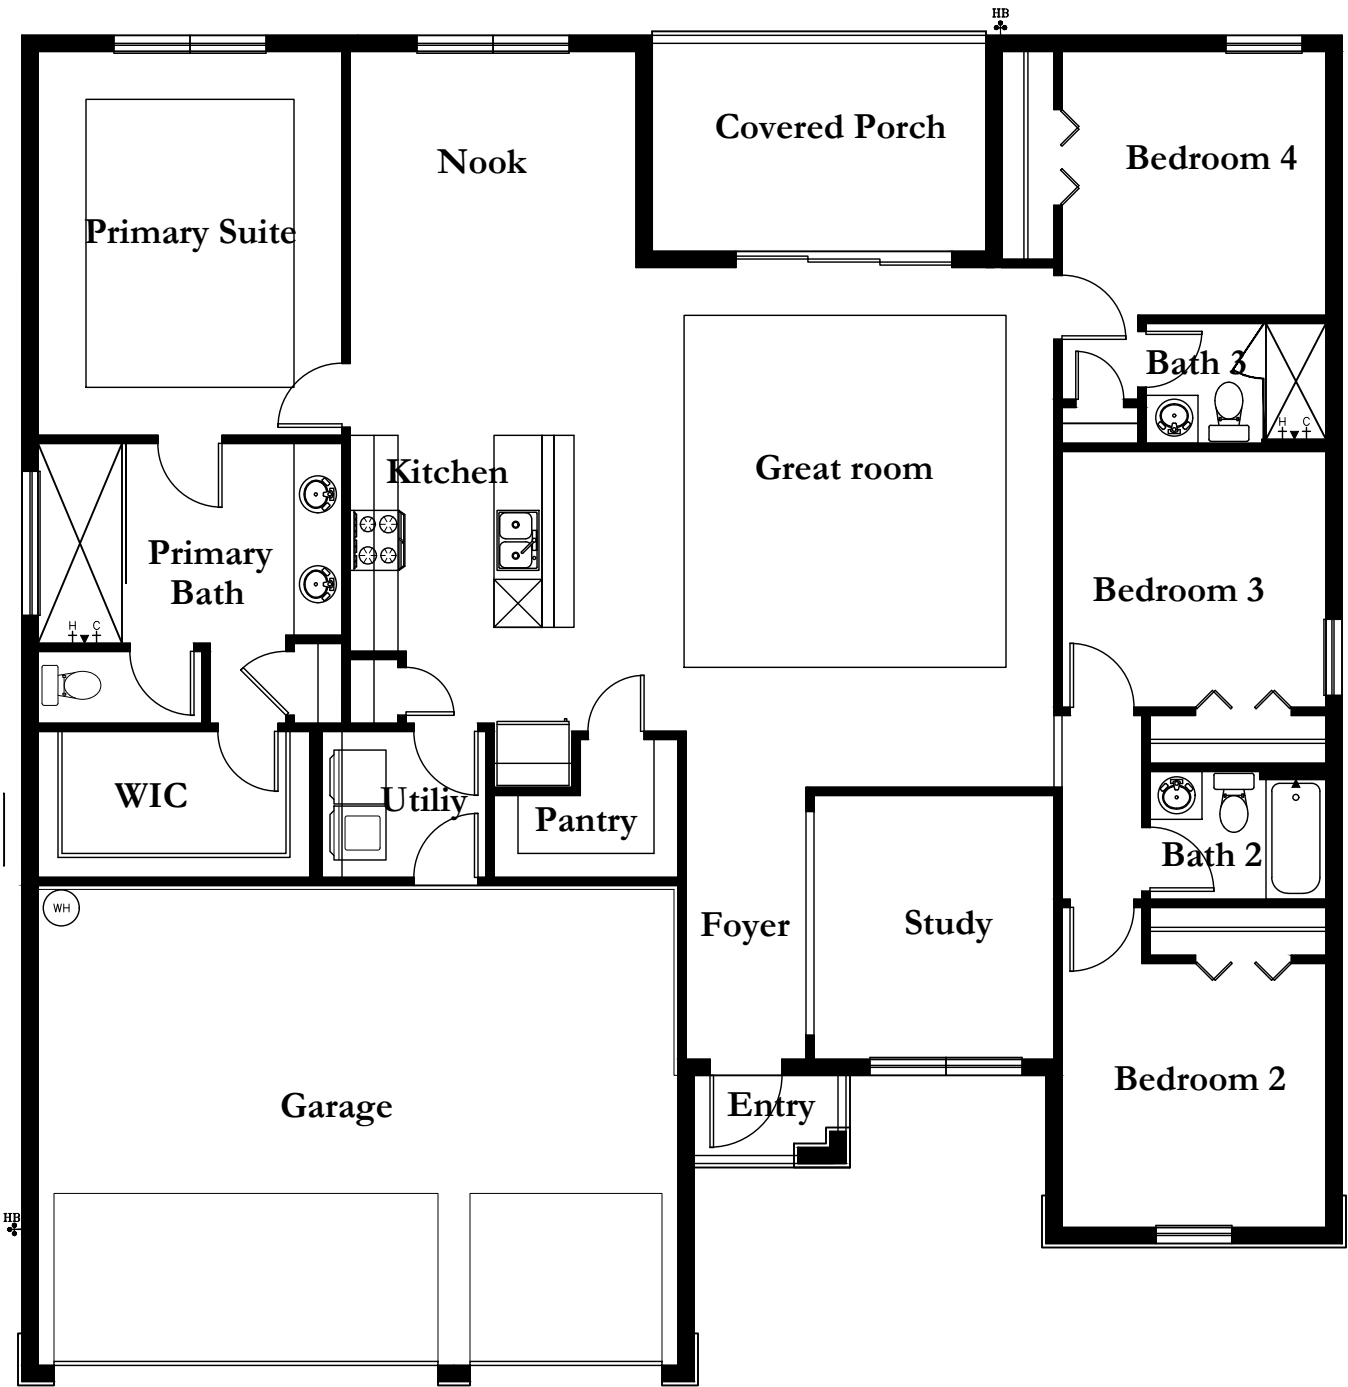 HB
Covered Porch
Nook
Bedroom 4
Primary Suite
Bath 3
H C
Kitchen
Great room
Primary
Bath
Bedroom 3
H C
WIC
Utiliy
Pantry
Bath 2
WH
Foyer
Study
Bedroom 2
Garage
Entry
HB